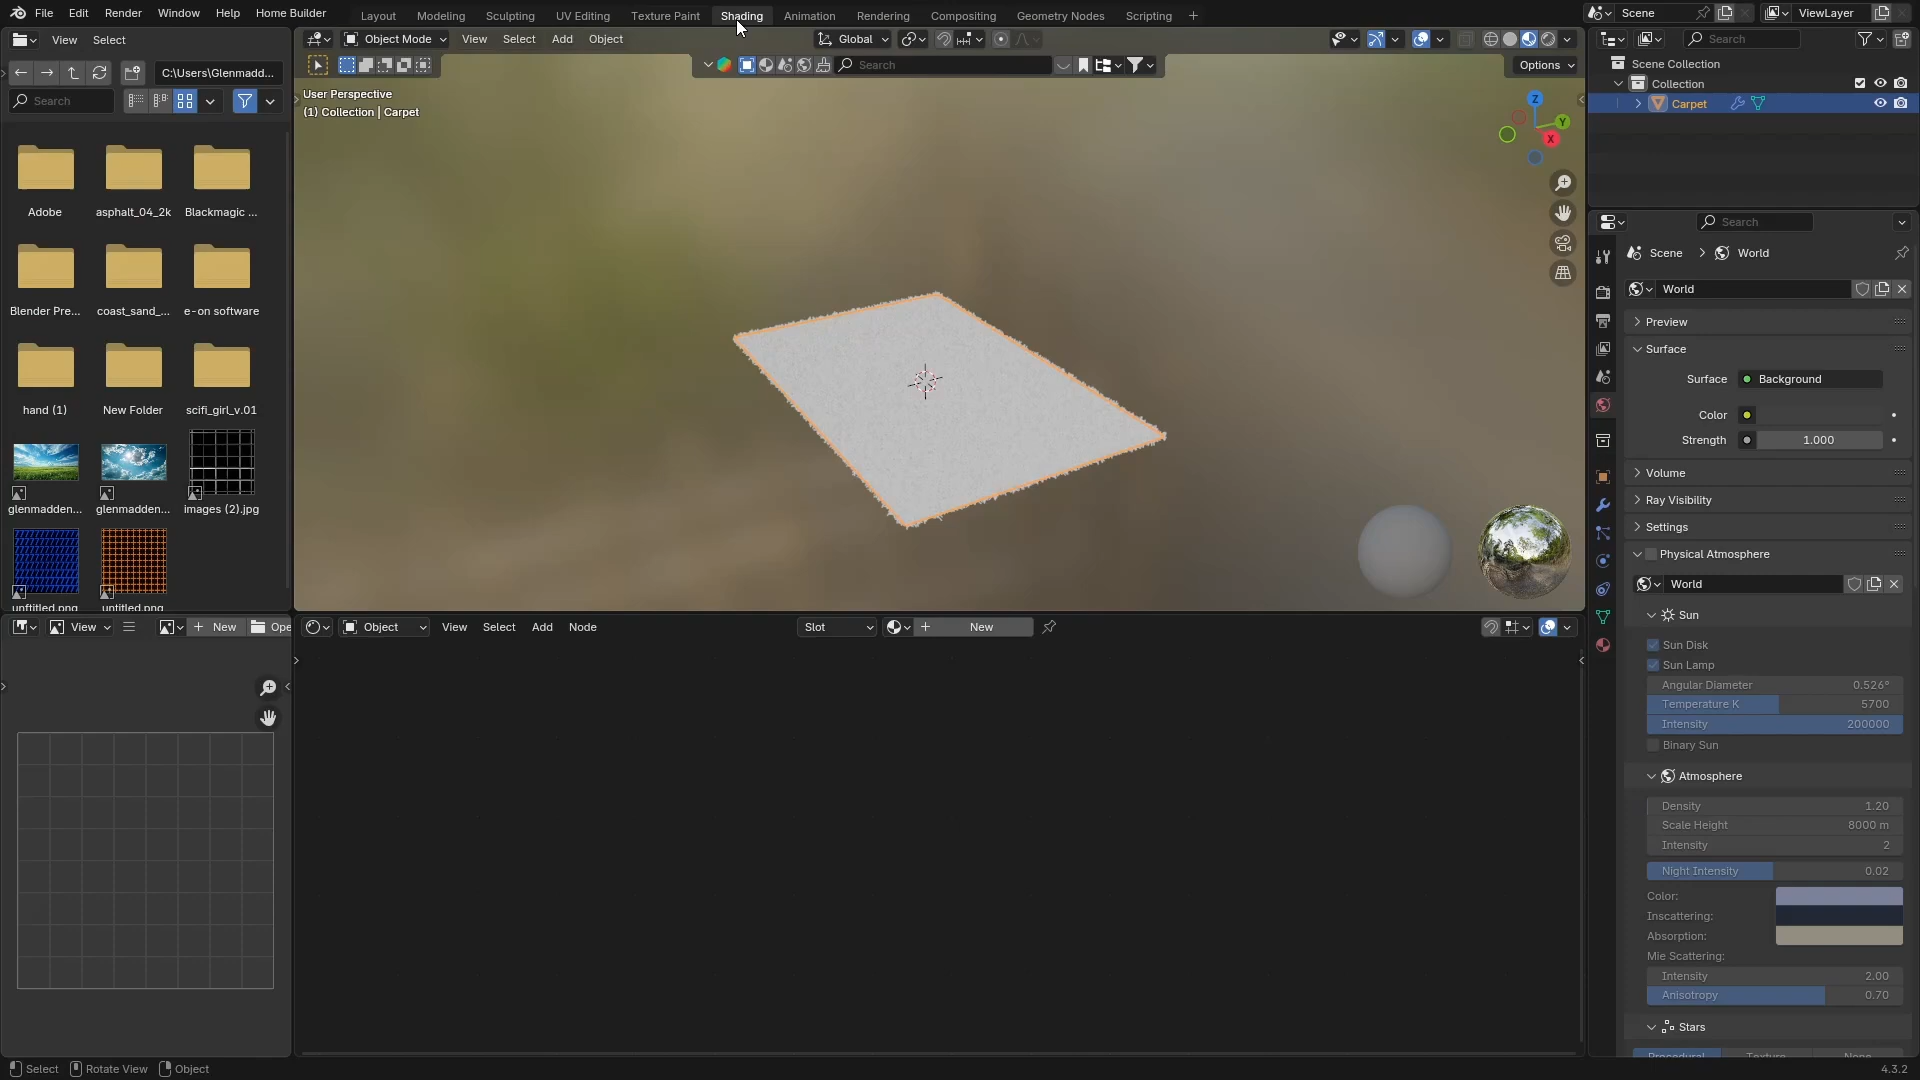 File Edit Render Window Help Home Builder Layout Modeling Sculpting UV Editing Texture Paint Shading Animation Rendering Compositing Geometry Nodes Scripting Scene ViewLayer
View Select Object Mode View Select Add Object Global Search
C:\Users\Glenmadd... Search Options Scene Collection
Search Collection
User Perspective
(1) Collection | Carpet
Carpet
Z
Y
X
Adobe asphalt_04_2k Blackmagic ...
Blender Pre... coast_sand_... e-on software
hand (1) New Folder scifi_girl_v.01
glenmadden... glenmadden... images (2).jpg
unftitled.png untitled.png
Search
Scene World
World
Preview
Surface
Surface Background
Color
Strength 1.000
Volume
Ray Visibility
Settings
Physical Atmosphere
World
Sun
Sun Disk
Sun Lamp
Angular Diameter 0.526°
Temperature K 5700
Intensity 200000
Binary Sun
Atmosphere
Density 1.20
Scale Height 8000 m
Intensity 2
Night Intensity 0.02
Color:
Inscattering:
Absorption:
Mie Scattering:
Intensity 2.00
Anisotropy 0.70
Stars
Procedural Texture None
View New Ope Object View Select Add Node Slot New
Select Rotate View Object 4.3.2